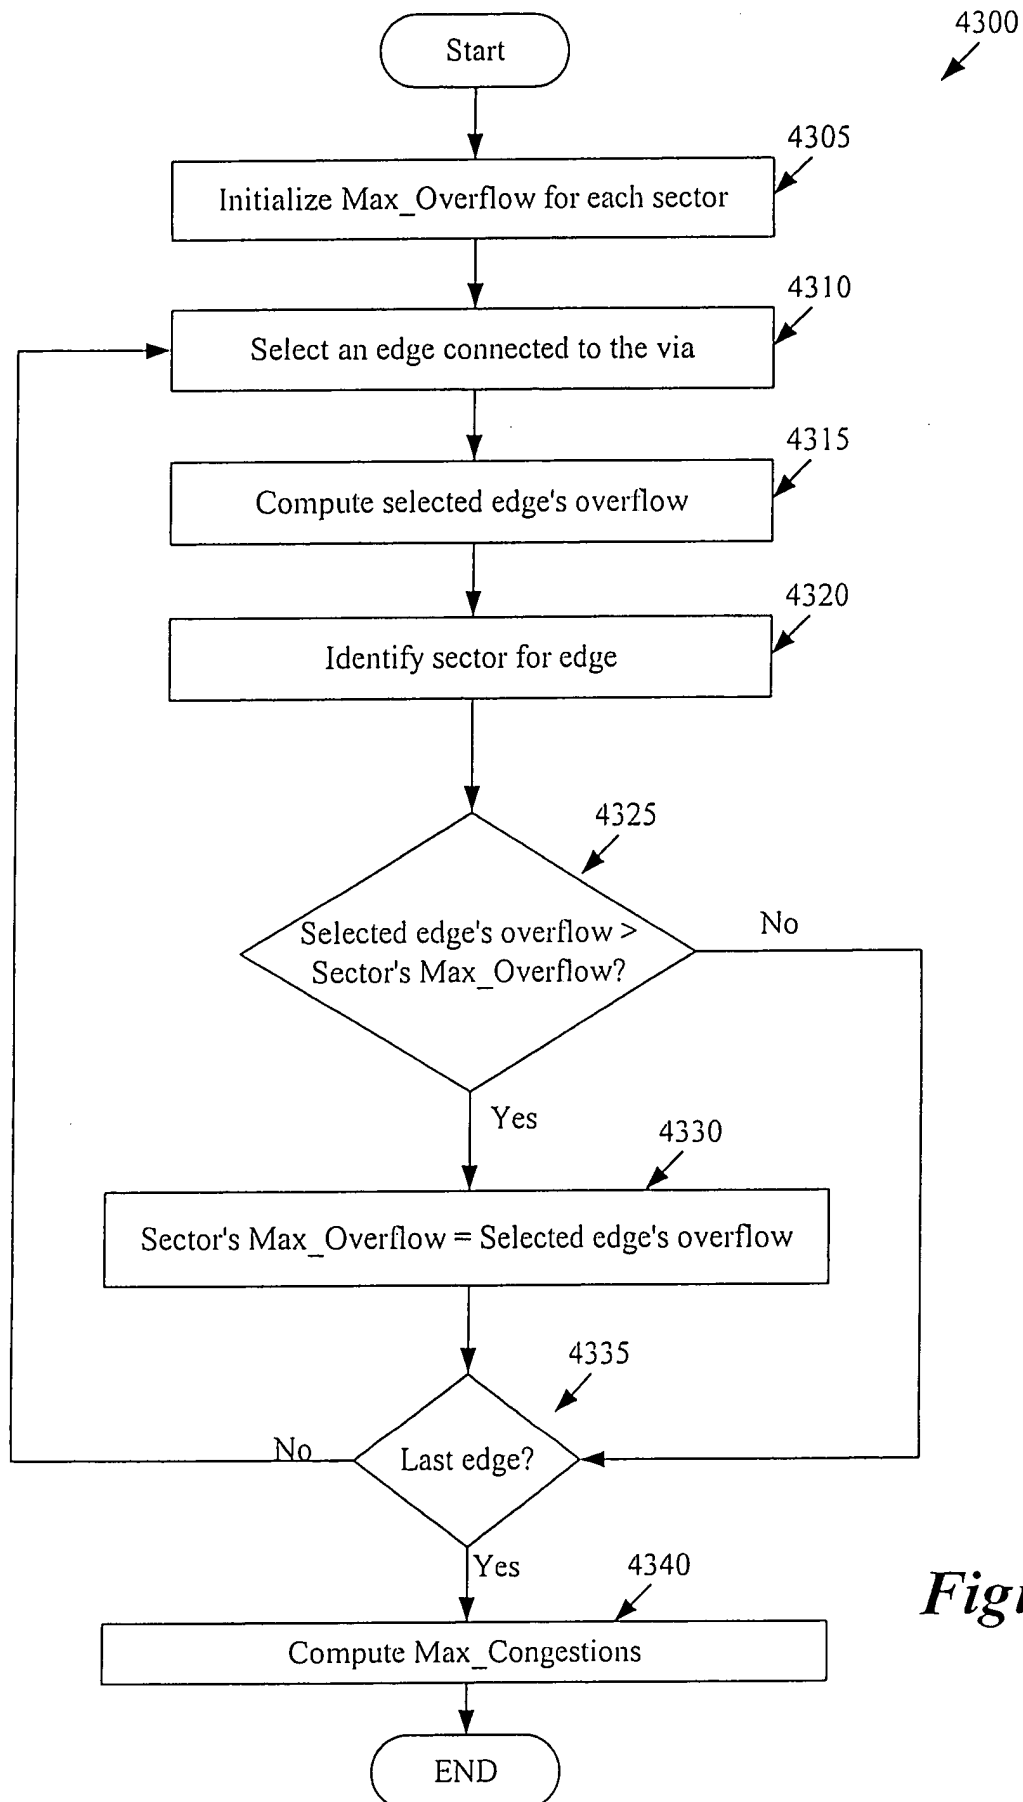 4300
Start
4305
Initialize Max_Overflow for each sector
4310
Select an edge connected to the via
4315
Compute selected edge's overflow
4320
Identify sector for edge
4325
Selected edge's overflow >
Sector's Max_Overflow?
No
Yes
4330
Sector's Max_Overflow = Selected edge's overflow
4335
Last edge?
No
Yes
4340
Compute Max_Congestions
END